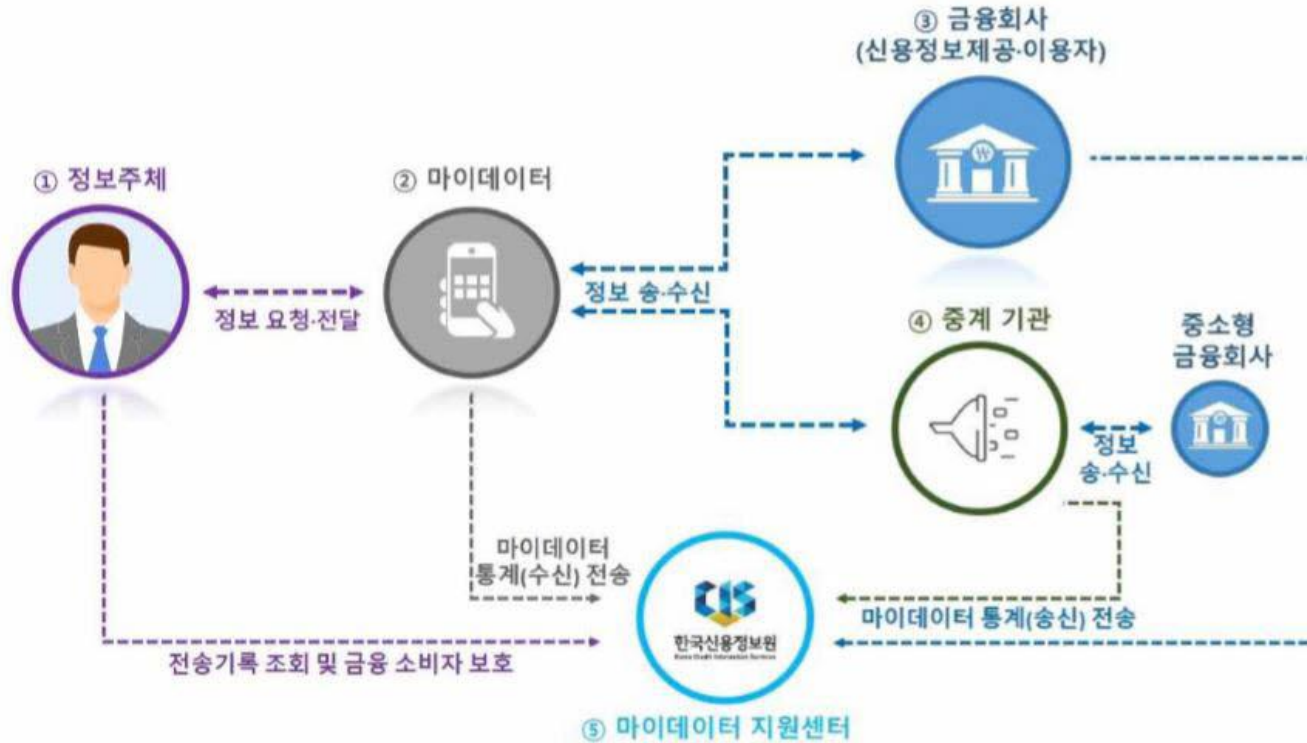 ③ 금융회사
(신용정보제공·이용자)
① 정보주체
② 마이데이터
정보 요청·전달
정보 송·수신
④ 중계 기관
중소형
금융회사
정보
송·수신
마이데이터
통계(수신) 전송
CIS
한국신용정보원
Korea Credit Information Services
마이데이터 통계(송신) 전송
전송기록 조회 및 금융 소비자 보호
⑤ 마이데이터 지원센터